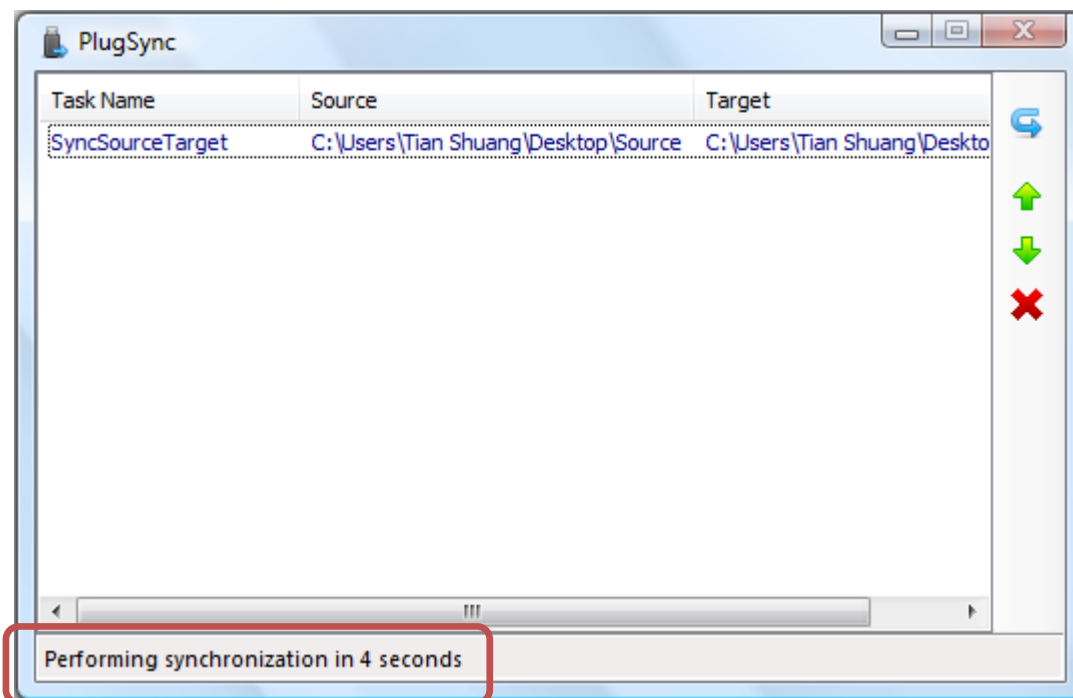 PlugSync
Task Name Source Target
SyncSourceTarget C:\Users\Tian Shuang\Desktop\Source C:\Users\Tian Shuang\Deskto
Performing synchronization in 4 seconds